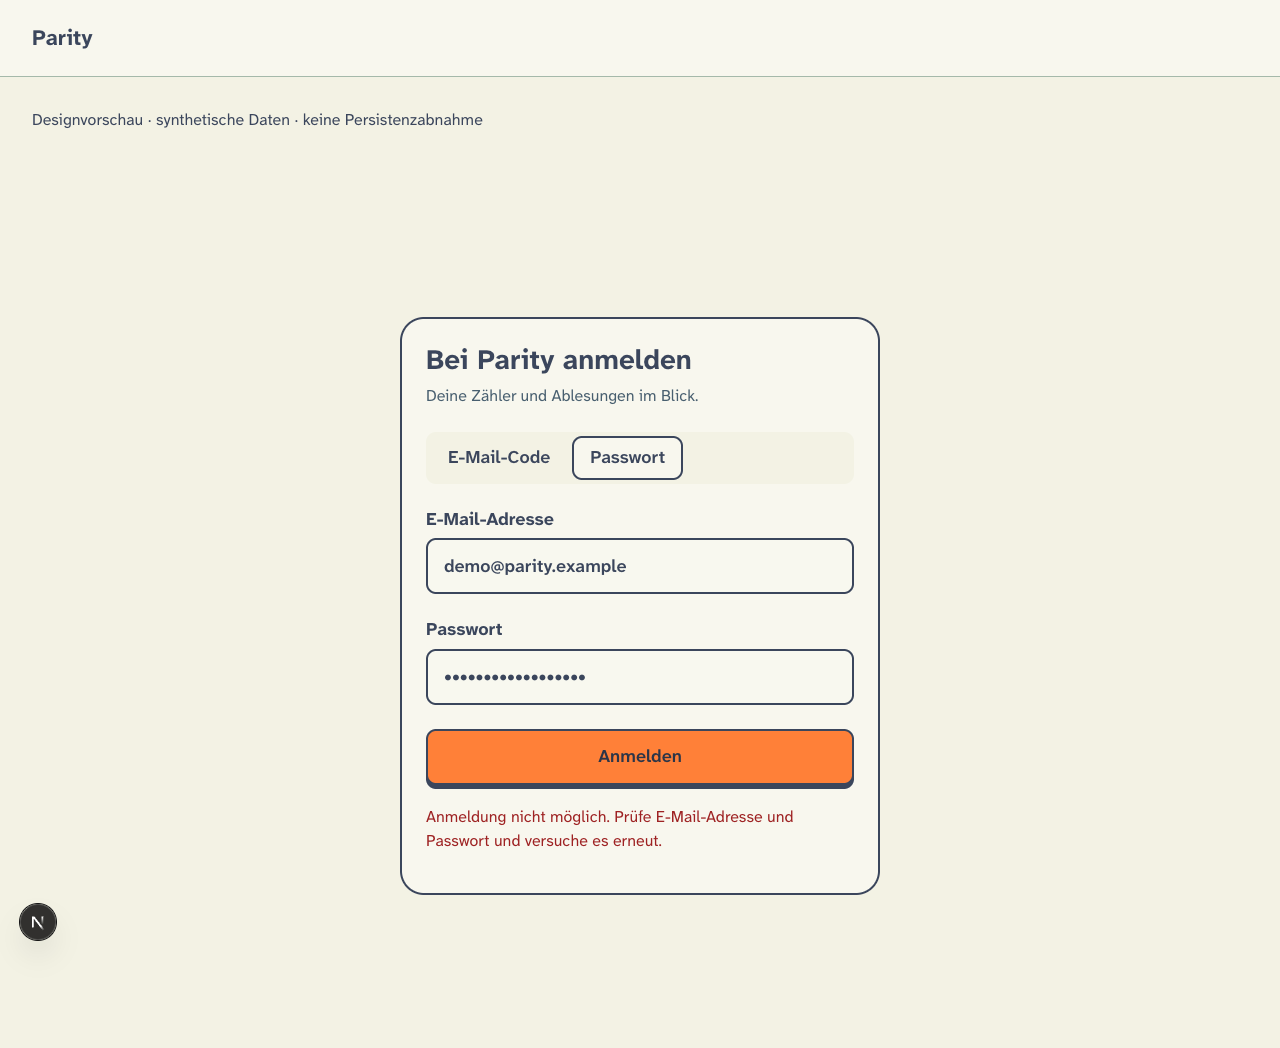 Parity
Designvorschau · synthetische Daten · keine Persistenzabnahme
Bei Parity anmelden
Deine Zähler und Ablesungen im Blick.
E-Mail-Code
Passwort
E-Mail-Adresse
demo@parity.example
Passwort
••••••••••••••••••
Anmelden
Anmeldung nicht möglich. Prüfe E-Mail-Adresse und
Passwort und versuche es erneut.
N